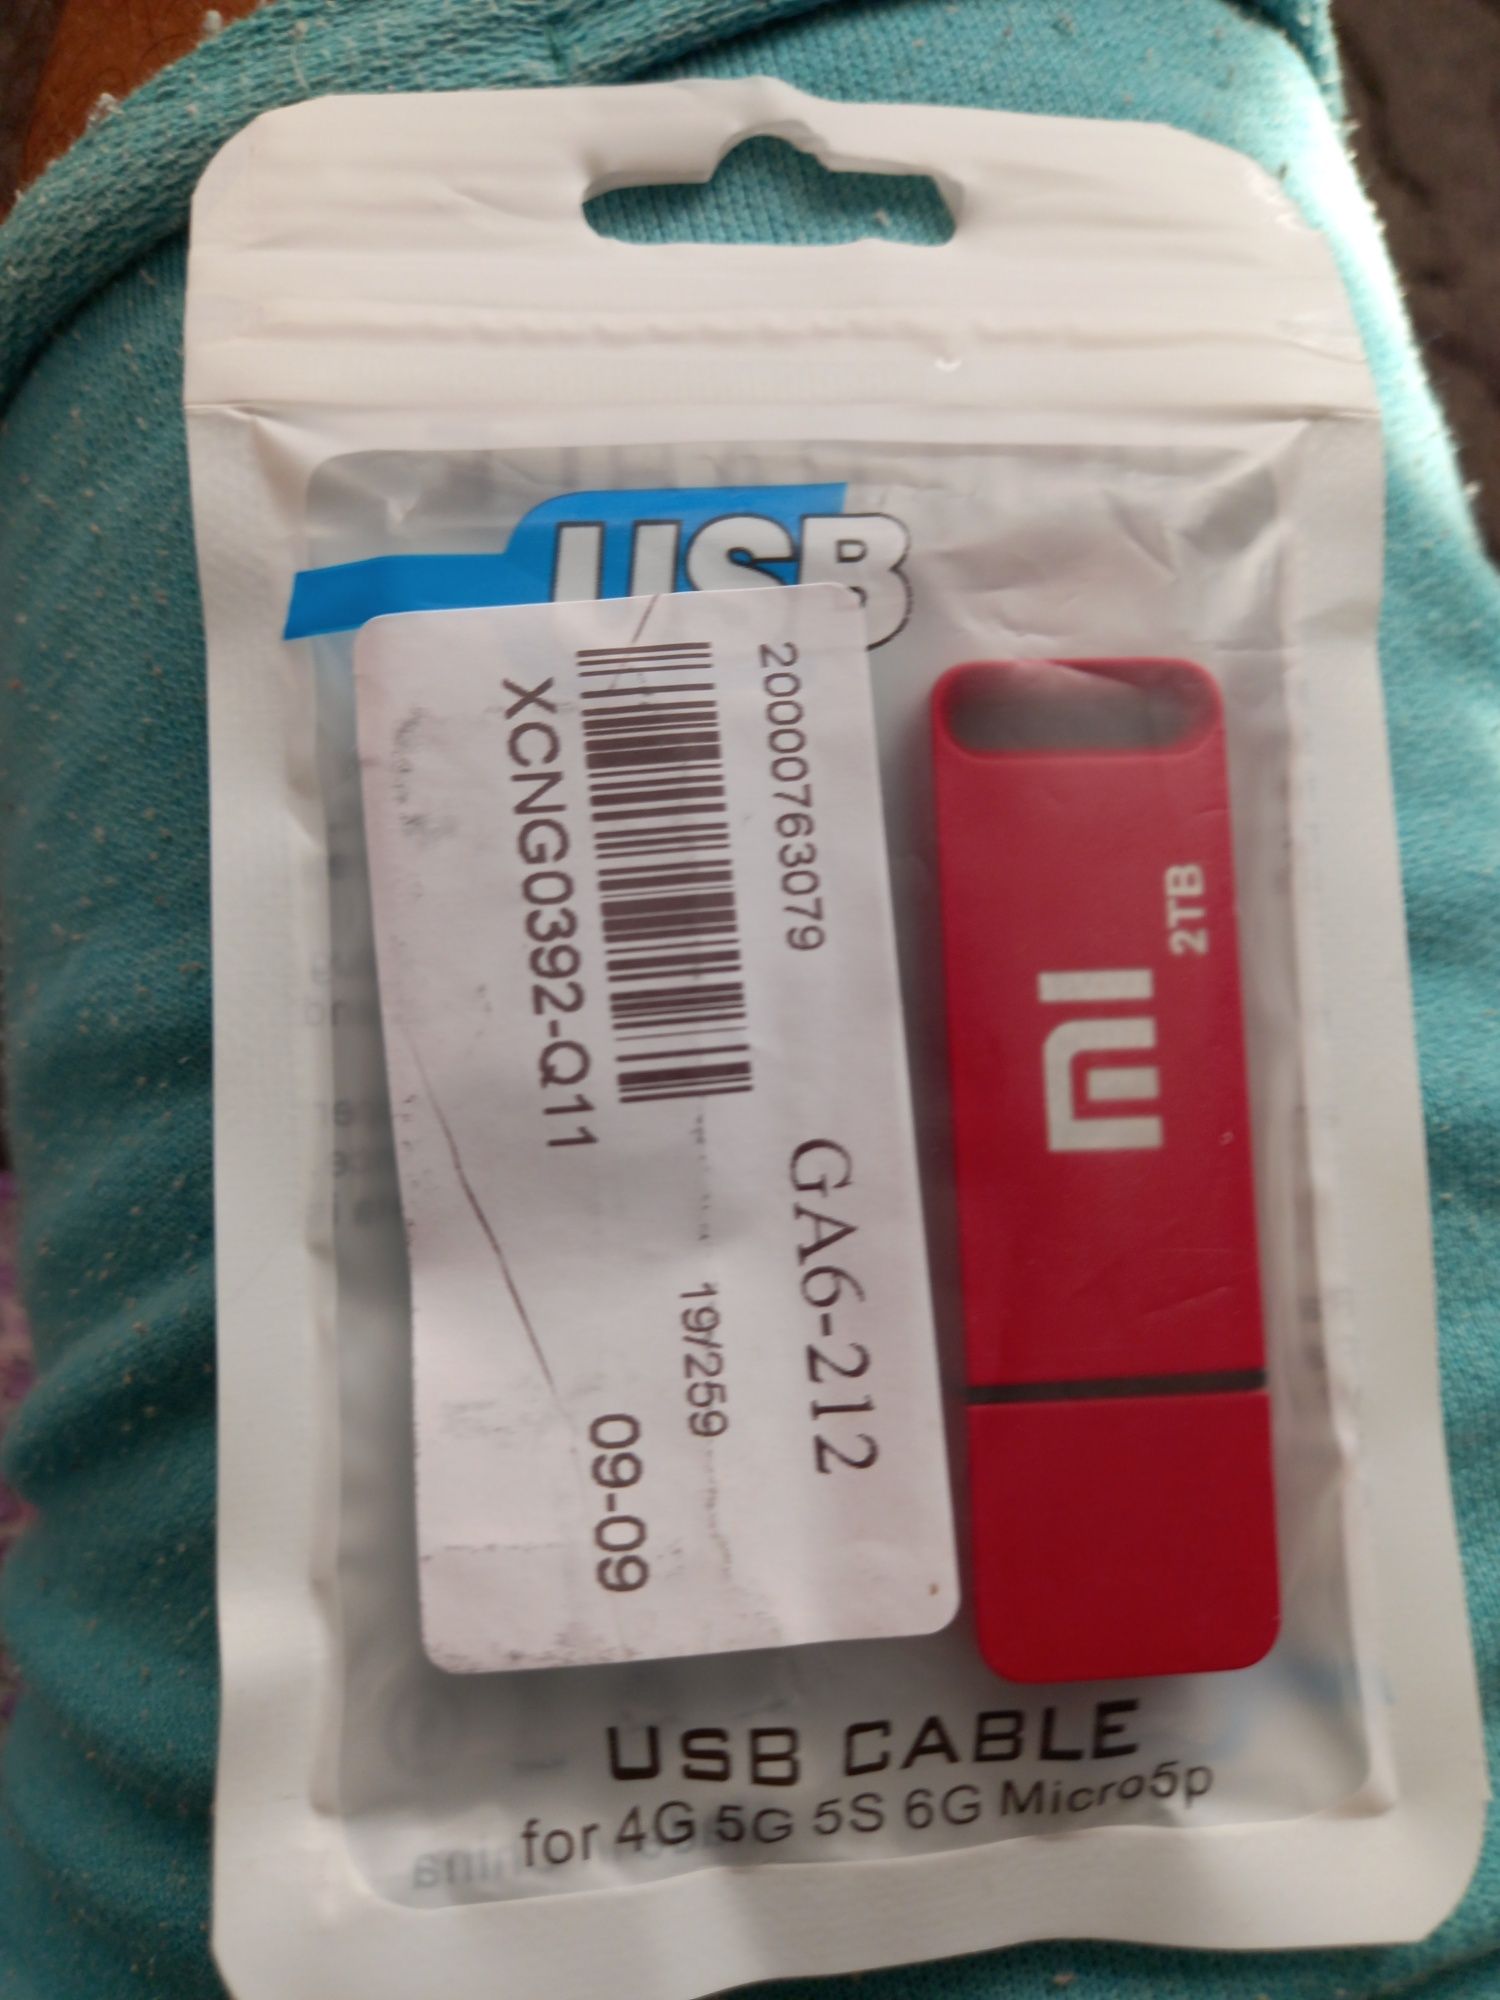 USB
2000076305079
XCNG0392-Q11
GA6-212
19/259
09-09
2TB
MI
USB CABLE
for 4G 5G 5S 6G Micro5p